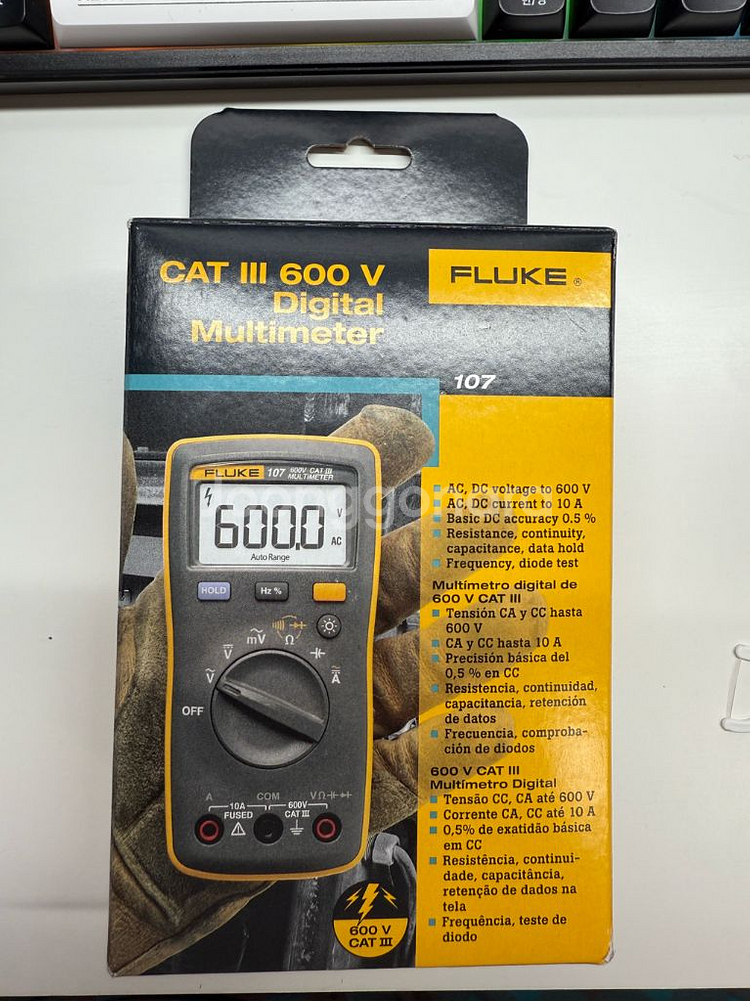 한/영
CAT III 600 V
Digital
Multimeter
FLUKE ®
107
FLUKE 107 600V CAT III
MULTIMETER
600.0 V
AC
Auto Range
HOLD
Hz %
mV
Ω
V
V
A
OFF
A
COM
VΩ
10A
FUSED
600V
CAT III
600 V
CAT III
AC, DC voltage to 600 V
AC, DC current to 10 A
Basic DC accuracy 0.5 %
Resistance, continuity,
capacitance, data hold
Frequency, diode test
Multímetro digital de
600 V CAT III
Tensión CA y CC hasta
600 V
CA y CC hasta 10 A
Precisión básica del
0,5 % en CC
Resistencia, continuidad,
capacitancia, retención
de datos
Frecuencia, comproba-
ción de diodos
600 V CAT III
Multímetro Digital
Tensão CC, CA até 600 V
Corrente CA, CC até 10 A
0,5% de exatidão básica
em CC
Resistência, continui-
dade, capacitância,
retenção de dados na
tela
Frequência, teste de
diodo